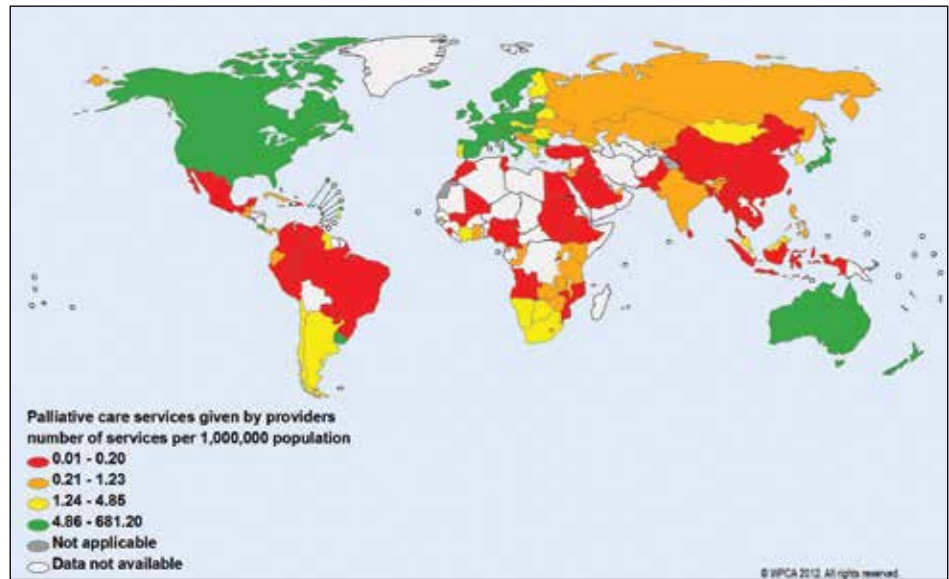 Palliative care services given by providers
number of services per 1,000,000 population
0.01 - 0.20
0.21 - 1.23
1.24 - 4.85
4.86 - 681.20
Not applicable
Data not available
© WPCA 2012. All rights reserved.